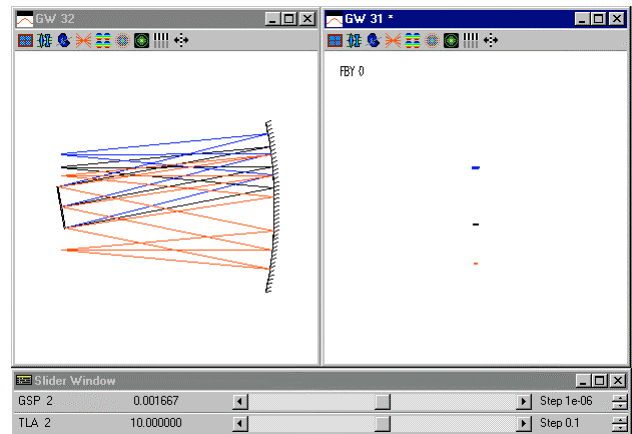 GW 32
GW 31 *
FBY 0
Slider Window
GSP 2 0.001667 Step 1e-06
TLA 2 10.000000 Step 0.1